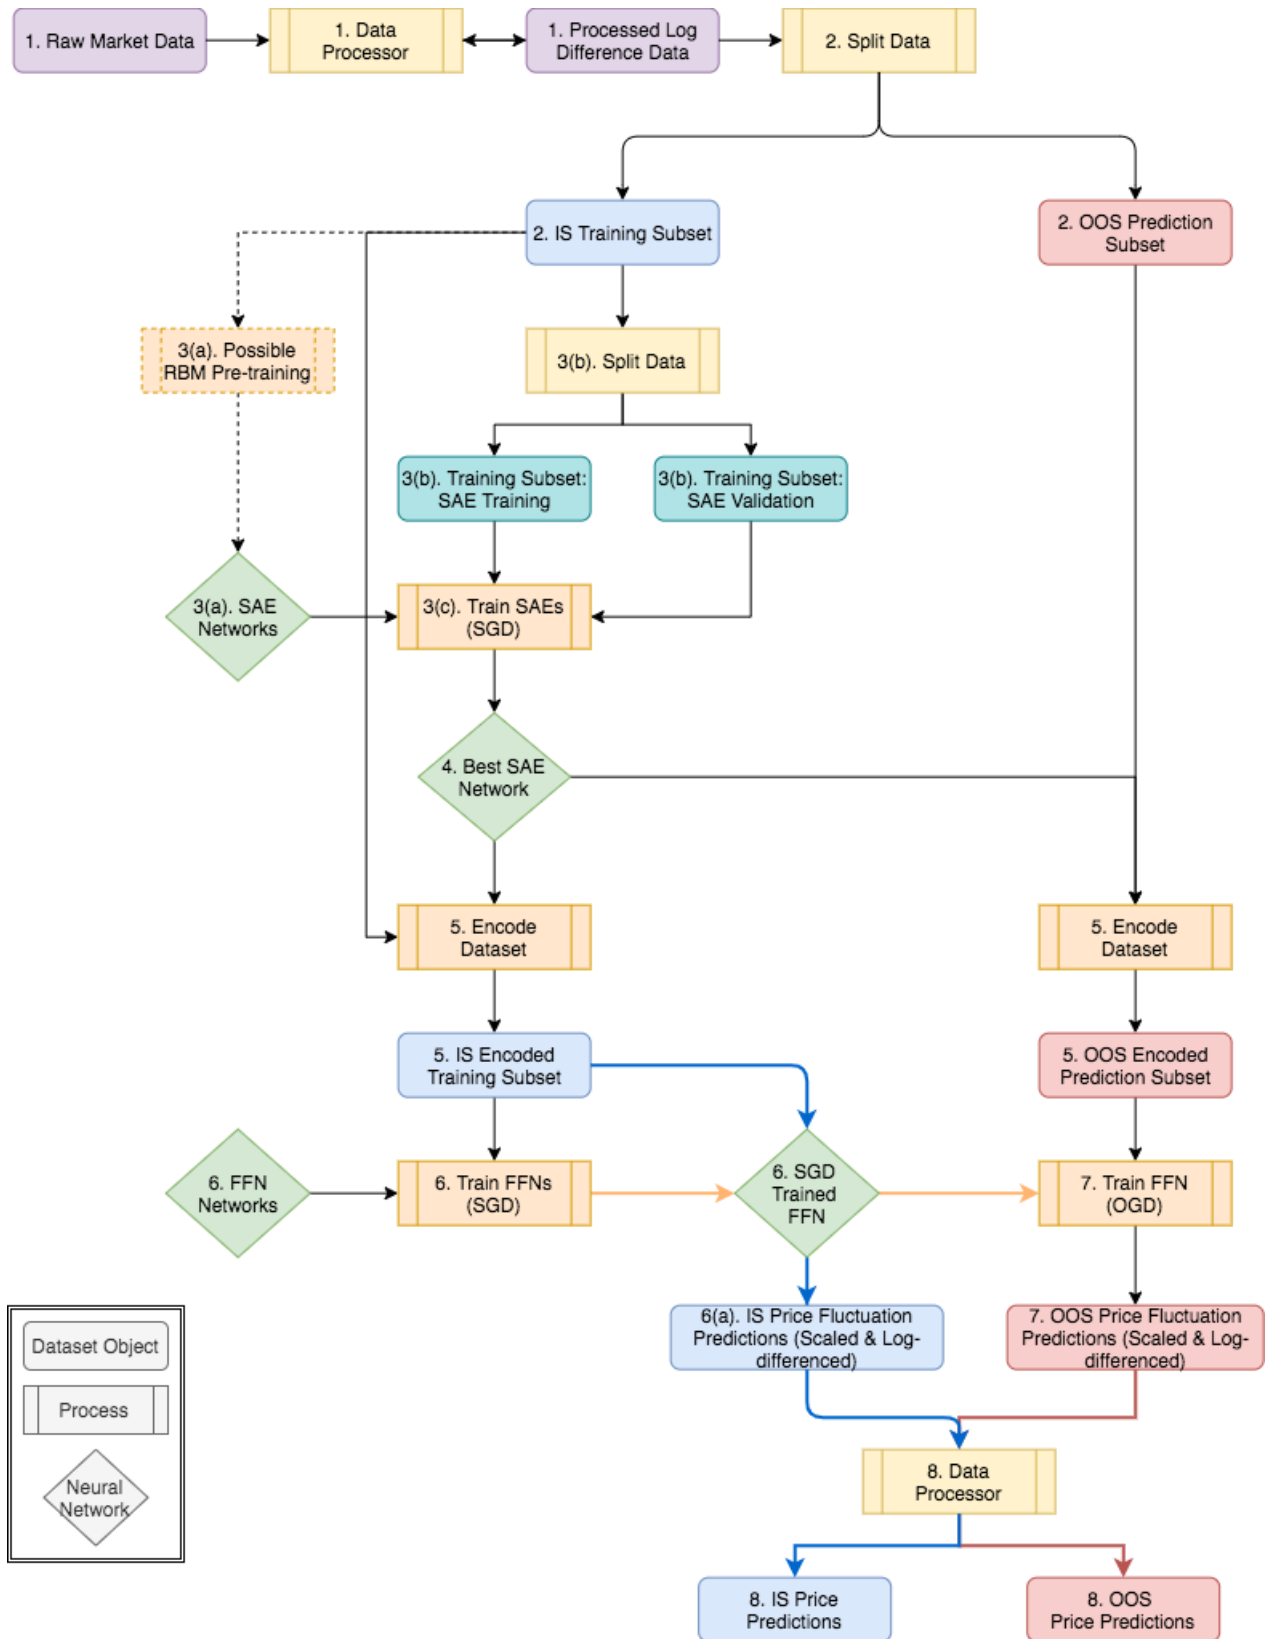 1. Raw Market Data
1. Data
Processor
1. Processed Log
Difference Data
2. Split Data
2. IS Training Subset
2. OOS Prediction
Subset
3(a). Possible
RBM Pre-training
3(b). Split Data
3(b). Training Subset:
SAE Training
3(b). Training Subset:
SAE Validation
3(a). SAE
Networks
3(c). Train SAEs
(SGD)
4. Best SAE
Network
5. Encode
Dataset
5. Encode
Dataset
5. IS Encoded
Training Subset
5. OOS Encoded
Prediction Subset
6. FFN
Networks
6. Train FFNs
(SGD)
6. SGD
Trained
FFN
7. Train FFN
(OGD)
6(a). IS Price Fluctuation
Predictions (Scaled & Log-
differenced)
7. OOS Price Fluctuation
Predictions (Scaled & Log-
differenced)
Dataset Object
Process
Neural
Network
8. Data
Processor
8. IS Price
Predictions
8. OOS
Price Predictions